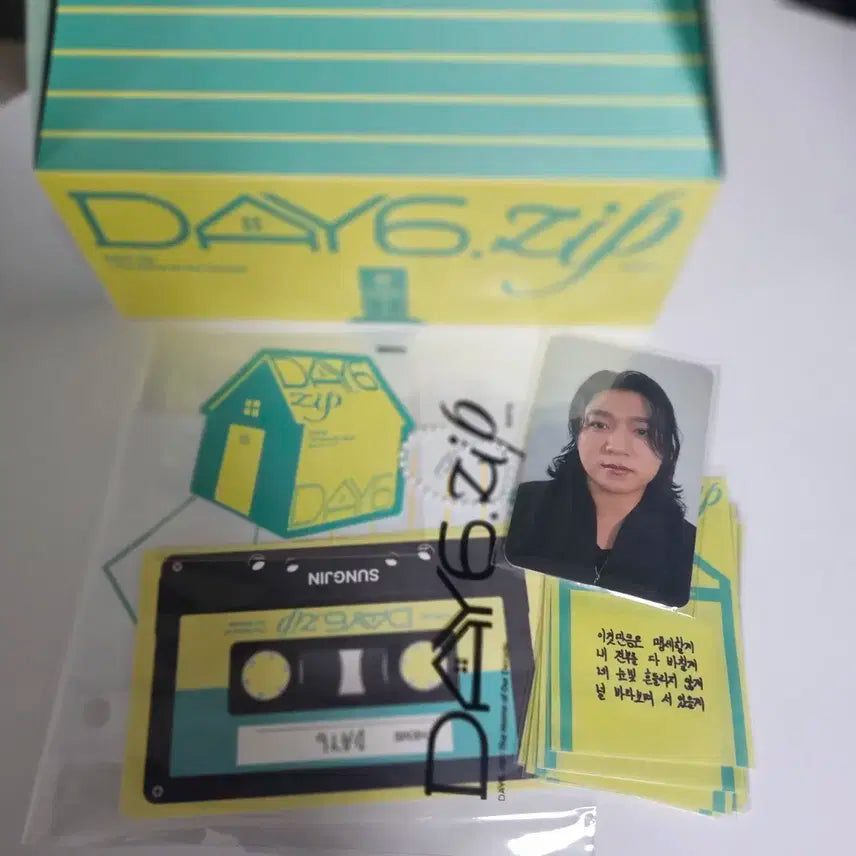 DAY6.zip
DAY6
zip
DAY6
DAY6.zip
SUNGJIN
DAY6.zip
DAY6
이것만큼은 맹세할게
내 전부를 다 바칠게
네 눈빛 흔들리지 않게
널 바라보며 서 있을게
zip